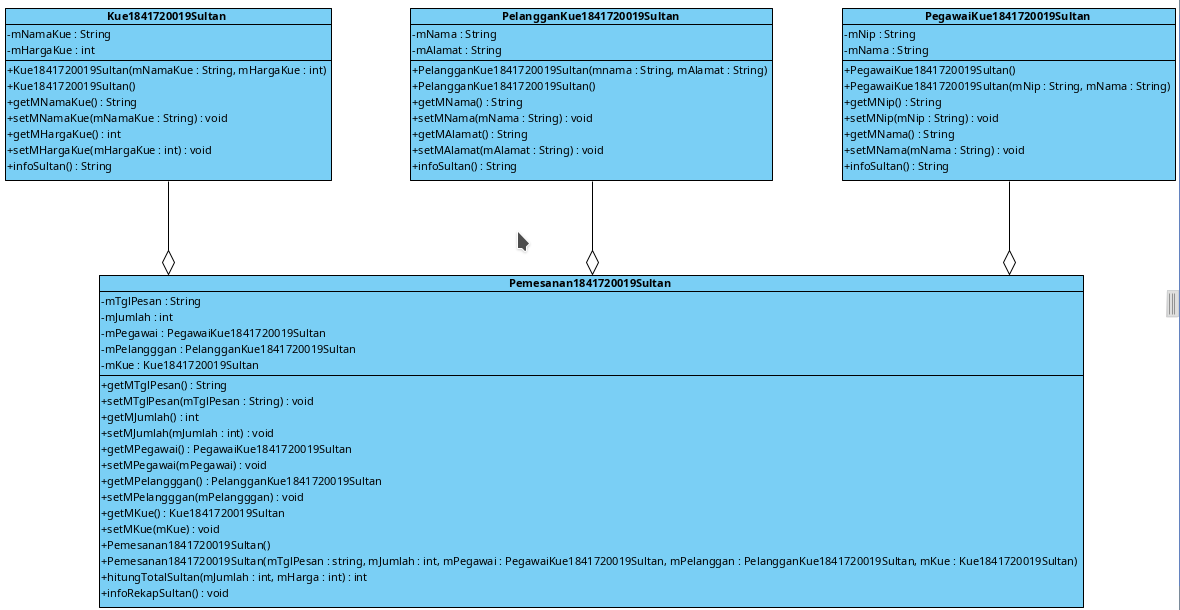 Kue1841720019Sultan
-mNamaKue : String
-mHargaKue : int
+Kue1841720019Sultan(mNamaKue : String, mHargaKue : int)
+Kue1841720019Sultan()
+getMNamaKue() : String
+setMNamaKue(mNamaKue : String) : void
+getMHargaKue() : int
+setMHargaKue(mHargaKue : int) : void
+infoSultan() : String
PelangganKue1841720019Sultan
-mNama : String
-mAlamat : String
+PelangganKue1841720019Sultan(mnama : String, mAlamat : String)
+PelangganKue1841720019Sultan()
+getMNama() : String
+setMNama(mNama : String) : void
+getMAlamat() : String
+setMAlamat(mAlamat : String) : void
+infoSultan() : String
PegawaiKue1841720019Sultan
-mNip : String
-mNama : String
+PegawaiKue1841720019Sultan()
+PegawaiKue1841720019Sultan(mNip : String, mNama : String)
+getMNip() : String
+setMNip(mNip : String) : void
+getMNama() : String
+setMNama(mNama : String) : void
+infoSultan() : String
Pemesanan1841720019Sultan
-mTglPesan : String
-mJumlah : int
-mPegawai : PegawaiKue1841720019Sultan
-mPelangggan : PelangganKue1841720019Sultan
-mKue : Kue1841720019Sultan
+getMTglPesan() : String
+setMTglPesan(mTglPesan : String) : void
+getMJumlah() : int
+setMJumlah(mJumlah : int) : void
+getMPegawai() : PegawaiKue1841720019Sultan
+setMPegawai(mPegawai) : void
+getMPelangggan() : PelangganKue1841720019Sultan
+setMPelangggan(mPelangggan) : void
+getMKue() : Kue1841720019Sultan
+setMKue(mKue) : void
+Pemesanan1841720019Sultan()
+Pemesanan1841720019Sultan(mTglPesan : string, mJumlah : int, mPegawai : PegawaiKue1841720019Sultan, mPelanggan : PelangganKue1841720019Sultan, mKue : Kue1841720019Sultan)
+hitungTotalSultan(mJumlah : int, mHarga : int) : int
+infoRekapSultan() : void